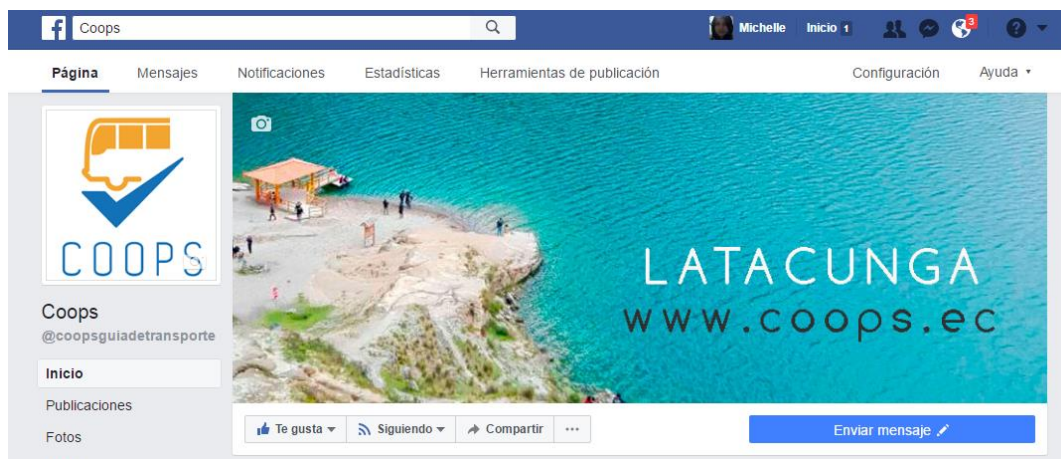 f Coops Michelle Inicio 1 3 ?
Página Mensajes Notificaciones Estadísticas Herramientas de publicación Configuración Ayuda
COOPS
LATACUNGA
www.coops.ec
Coops
@coopsguiadetransporte
Inicio
Publicaciones
Fotos
Te gusta Siguiendo Compartir ... Enviar mensaje